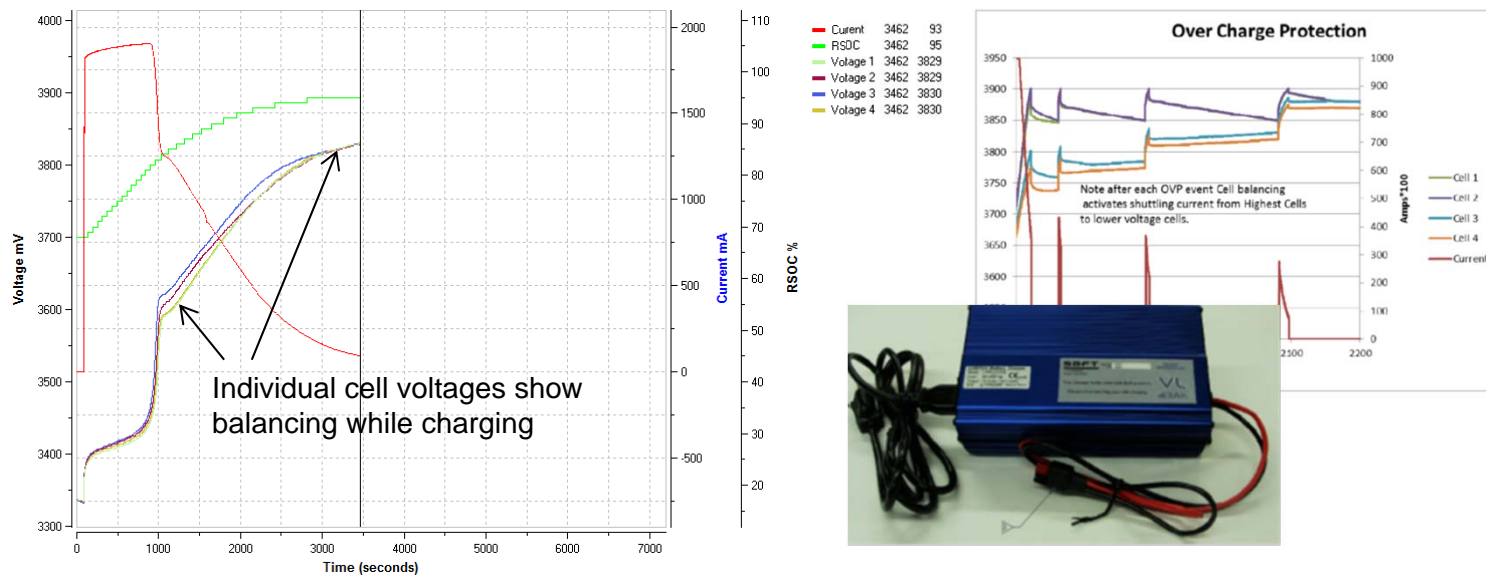 4000
3900
3800
3700
3600
3500
3400
3300
Voltage mV
0
1000
2000
3000
4000
5000
6000
7000
Time (seconds)
2000
1500
1000
500
0
-500
Current mA
110
100
90
80
70
60
50
40
30
20
RSOC %
Individual cell voltages show
balancing while charging
Current 3462 93
RSOC 3462 95
Voltage 1 3462 3829
Voltage 2 3462 3829
Voltage 3 3462 3830
Voltage 4 3462 3830
Over Charge Protection
3950
3900
3850
3800
3750
3700
3650
3600
1000
900
800
700
600
500
400
300
200
100
0
Amps*100
Note after each OVP event Cell balancing
activates shuttling current from Highest Cells
to lower voltage cells.
2100
2200
Cell 1
Cell 2
Cell 3
Cell 4
Current
VL